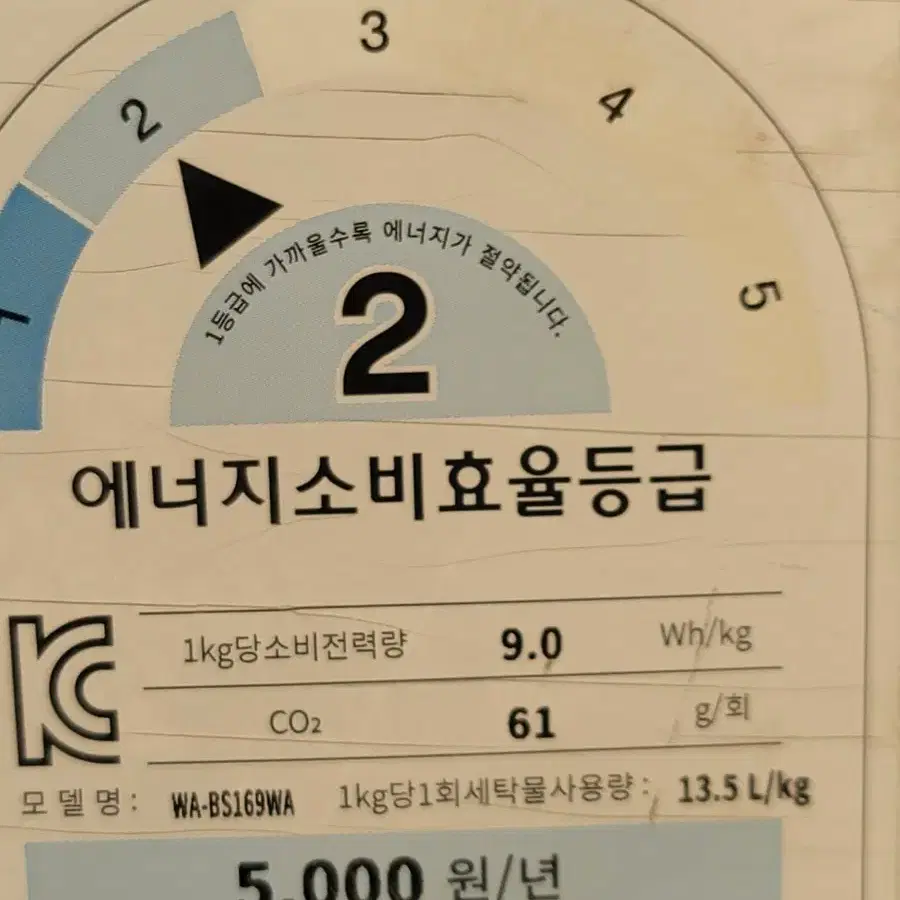 1
2
3
4
5
1등급에 가까울수록 에너지가 절약됩니다.
2
에너지소비효율등급
1kg당소비전력량 9.0 Wh/kg
CO₂ 61 g/회
모델명: WA-BS169WA 1kg당1회세탁물사용량: 13.5 L/kg
5,000 원/년